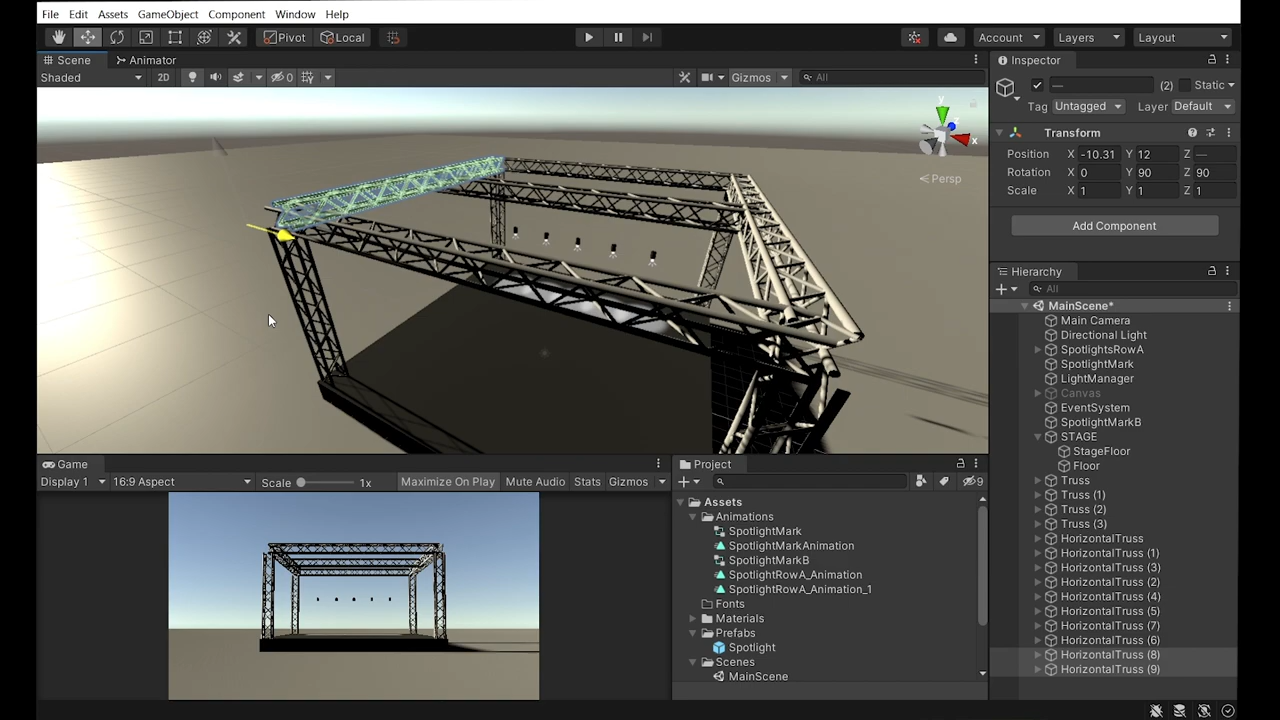 File Edit Assets GameObject Component Window Help
Pivot Local Account Layers Layout
Scene Animator
Shaded 2D 0 Gizmos All
y
x
Persp
Inspector
— (2) Static
Tag Untagged Layer Default
Transform
Position X -10.31 Y 12 Z —
Rotation X 0 Y 90 Z 90
Scale X 1 Y 1 Z 1
Add Component
Hierarchy
All
MainScene*
Main Camera
Directional Light
SpotlightsRowA
SpotlightMark
LightManager
Canvas
EventSystem
SpotlightMarkB
STAGE
StageFloor
Floor
Truss
Truss (1)
Truss (2)
Truss (3)
HorizontalTruss
HorizontalTruss (1)
HorizontalTruss (3)
HorizontalTruss (2)
HorizontalTruss (4)
HorizontalTruss (5)
HorizontalTruss (7)
HorizontalTruss (6)
HorizontalTruss (8)
HorizontalTruss (9)
Game
Display 1 16:9 Aspect Scale 1x Maximize On Play Mute Audio Stats Gizmos
Project
9
Assets
Animations
SpotlightMark
SpotlightMarkAnimation
SpotlightMarkB
SpotlightRowA_Animation
SpotlightRowA_Animation_1
Fonts
Materials
Prefabs
Spotlight
Scenes
MainScene